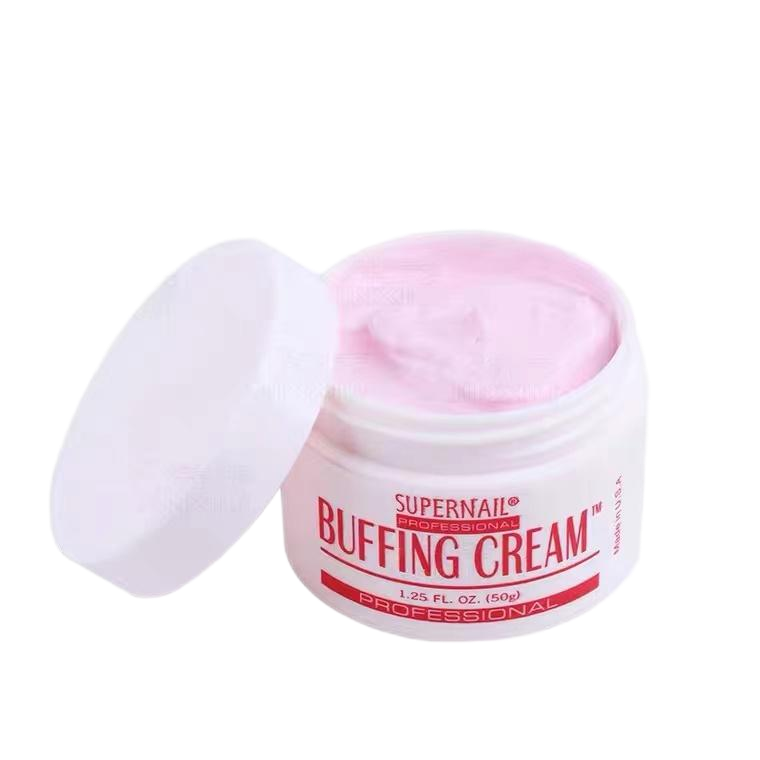 SUPERNAIL®
PROFESSIONAL
BUFFING CREAM™
1.25 FL. OZ. (50g)
PROFESSIONAL
Made in U.S.A